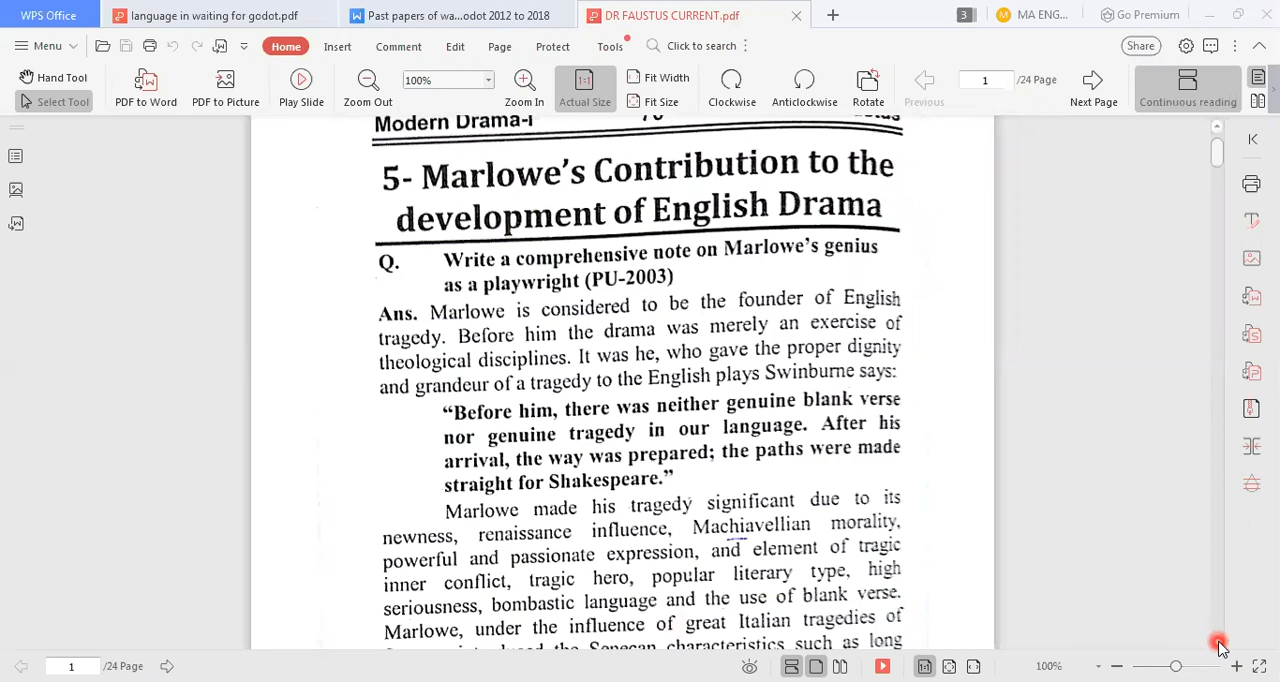 WPS Office
language in waiting for godot.pdf
Past papers of wa...odot 2012 to 2018
DR FAUSTUS CURRENT.pdf
3
M
MA ENG...
Go Premium
Menu
Home
Insert
Comment
Edit
Page
Protect
Tools
Click to search
Share
Hand Tool
Select Tool
PDF to Word
PDF to Picture
Play Slide
Zoom Out
100%
Zoom In
1:1
Actual Size
Fit Width
Fit Size
Clockwise
Anticlockwise
Rotate
Previous
1
/24 Page
Next Page
Continuous reading
Modern Drama-I
5- Marlowe's Contribution to the
development of English Drama
Q. Write a comprehensive note on Marlowe's genius
as a playwright (PU-2003)
Ans. Marlowe is considered to be the founder of English
tragedy. Before him the drama was merely an exercise of
theological disciplines. It was he, who gave the proper dignity
and grandeur of a tragedy to the English plays Swinburne says:
“Before him, there was neither genuine blank verse
nor genuine tragedy in our language. After his
arrival, the way was prepared; the paths were made
straight for Shakespeare.”
Marlowe made his tragedy significant due to its
newness, renaissance influence, Machiavellian morality,
powerful and passionate expression, and element of tragic
inner conflict, tragic hero, popular literary type, high
seriousness, bombastic language and the use of blank verse.
Marlowe, under the influence of great Italian tragedies of
the Senecan characteristics such as long
1
/24 Page
100%